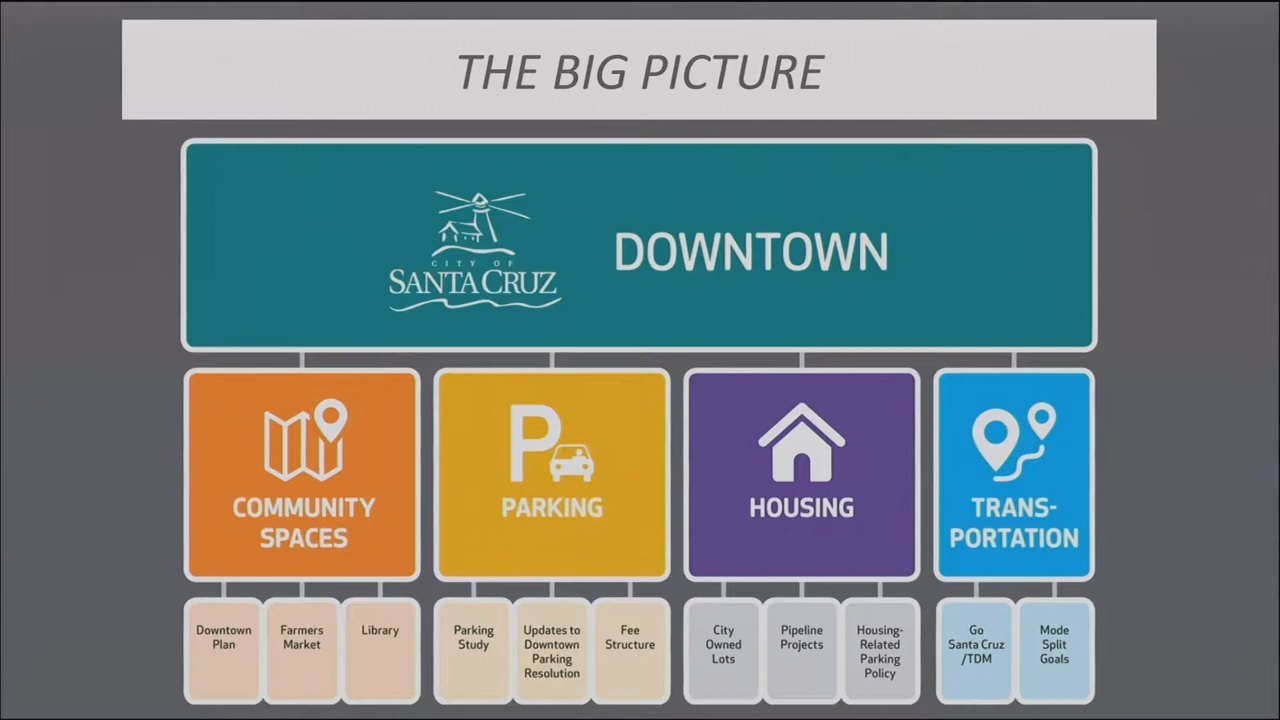 THE BIG PICTURE
CITY OF
SANTA CRUZ
DOWNTOWN
COMMUNITY
SPACES
P
PARKING
HOUSING
TRANS-
PORTATION
Downtown
Plan
Farmers
Market
Library
Parking
Study
Updates to
Downtown
Parking
Resolution
Fee
Structure
City
Owned
Lots
Pipeline
Projects
Housing-
Related
Parking
Policy
Go
Santa Cruz
/TDM
Mode
Split
Goals